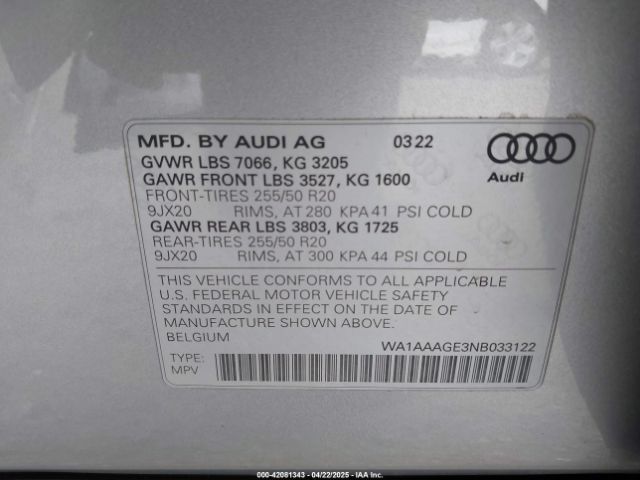 MFD. BY AUDI AG 03 22
GVWR LBS 7066, KG 3205
GAWR FRONT LBS 3527, KG 1600
FRONT-TIRES 255/50 R20
9JX20 RIMS, AT 280 KPA 41 PSI COLD
GAWR REAR LBS 3803, KG 1725
REAR-TIRES 255/50 R20
9JX20 RIMS, AT 300 KPA 44 PSI COLD
Audi
THIS VEHICLE CONFORMS TO ALL APPLICABLE
U.S. FEDERAL MOTOR VEHICLE SAFETY
STANDARDS IN EFFECT ON THE DATE OF
MANUFACTURE SHOWN ABOVE.
BELGIUM WA1AAAGE3NB033122
TYPE:
MPV
000-42081343 - 04/22/2025 - IAA Inc.